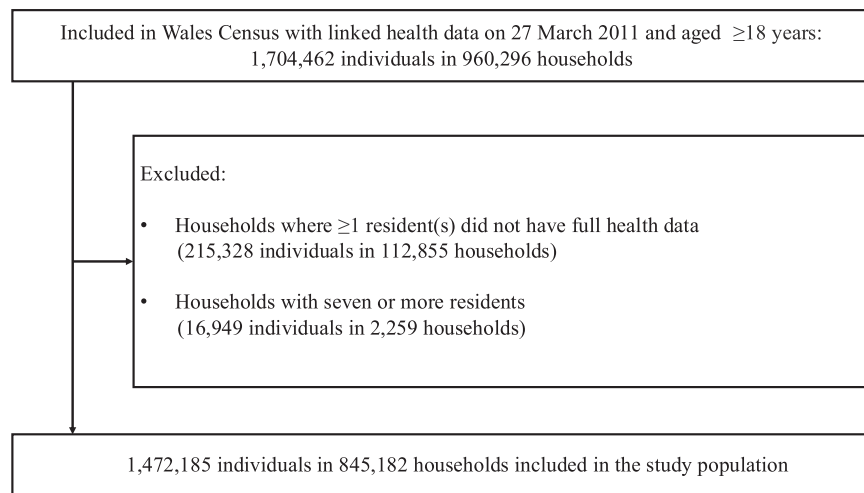 Included in Wales Census with linked health data on 27 March 2011 and aged ≥18 years:
1,704,462 individuals in 960,296 households
Excluded:
• Households where ≥1 resident(s) did not have full health data
(215,328 individuals in 112,855 households)
• Households with seven or more residents
(16,949 individuals in 2,259 households)
1,472,185 individuals in 845,182 households included in the study population